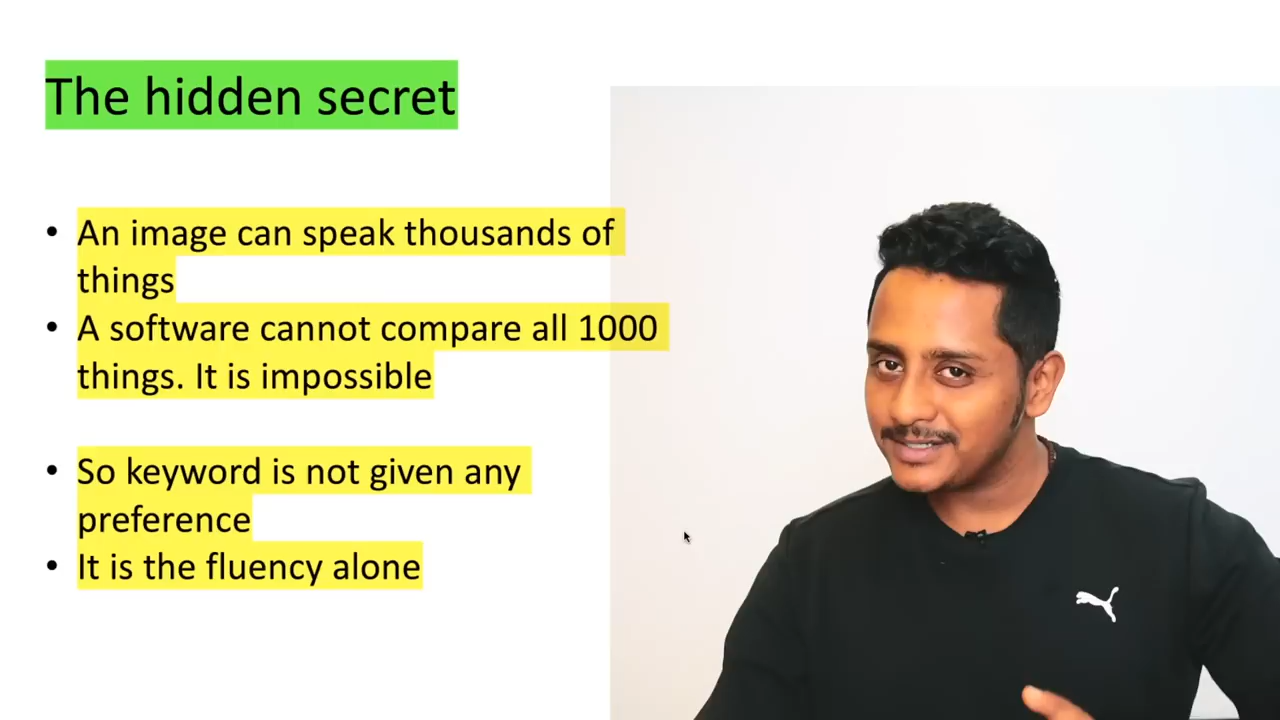 The hidden secret
• An image can speak thousands of
things
• A software cannot compare all 1000
things. It is impossible
• So keyword is not given any
preference
• It is the fluency alone